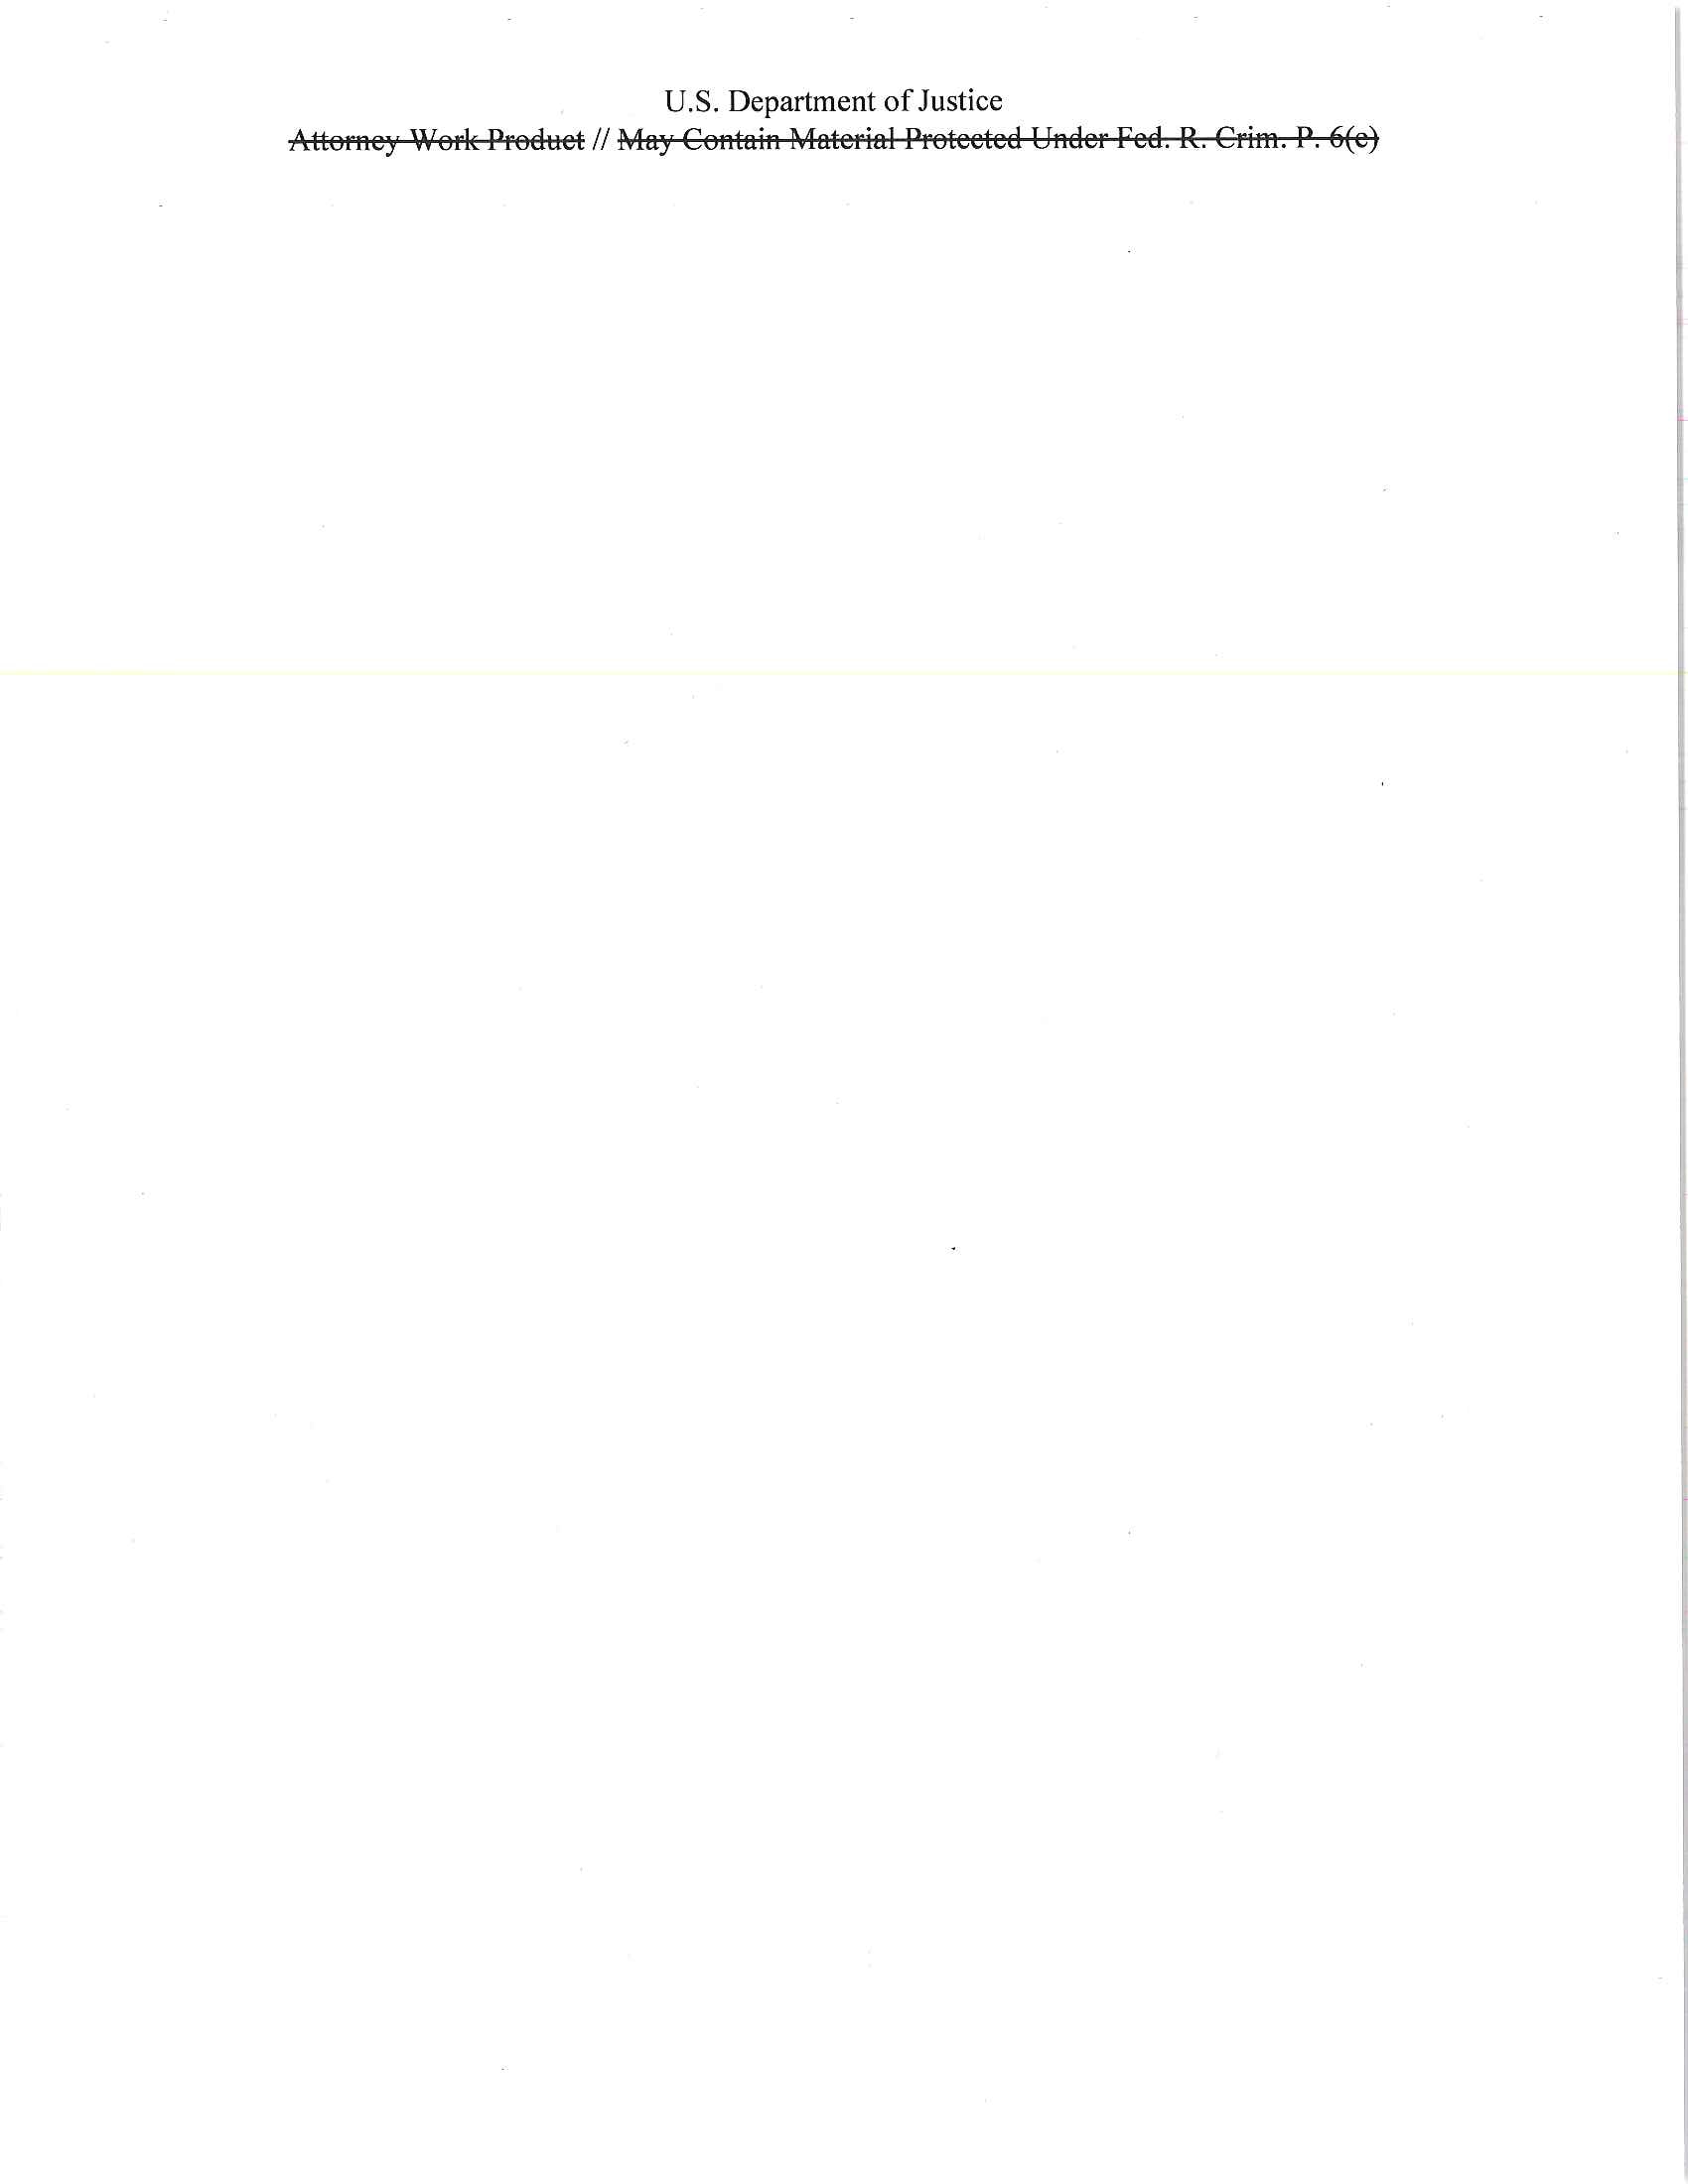 U.S. Department of Justice
Attorney Work Product // May Contain Material Protected Under Fed. R. Crim. P. 6(e)